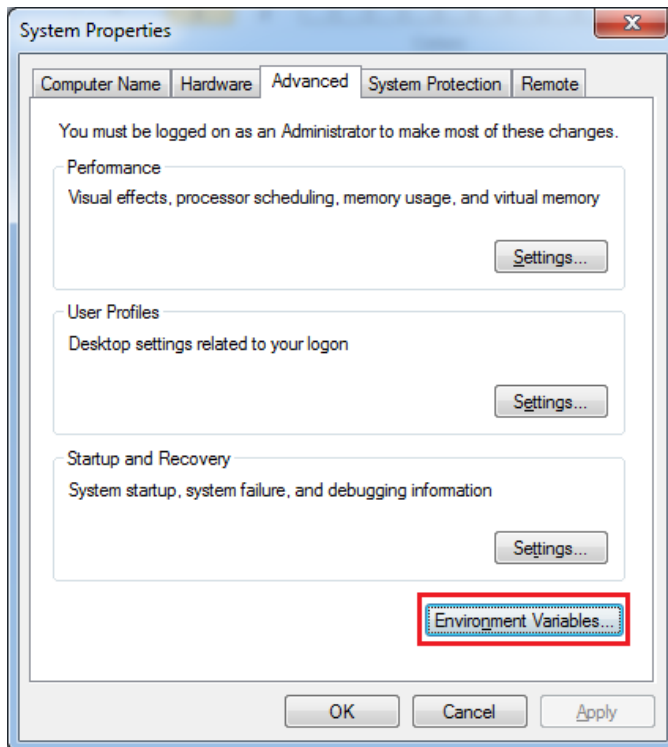 System Properties
Computer Name Hardware Advanced System Protection Remote
You must be logged on as an Administrator to make most of these changes.
Performance
Visual effects, processor scheduling, memory usage, and virtual memory
Settings...
User Profiles
Desktop settings related to your logon
Settings...
Startup and Recovery
System startup, system failure, and debugging information
Settings...
Environment Variables...
OK Cancel Apply